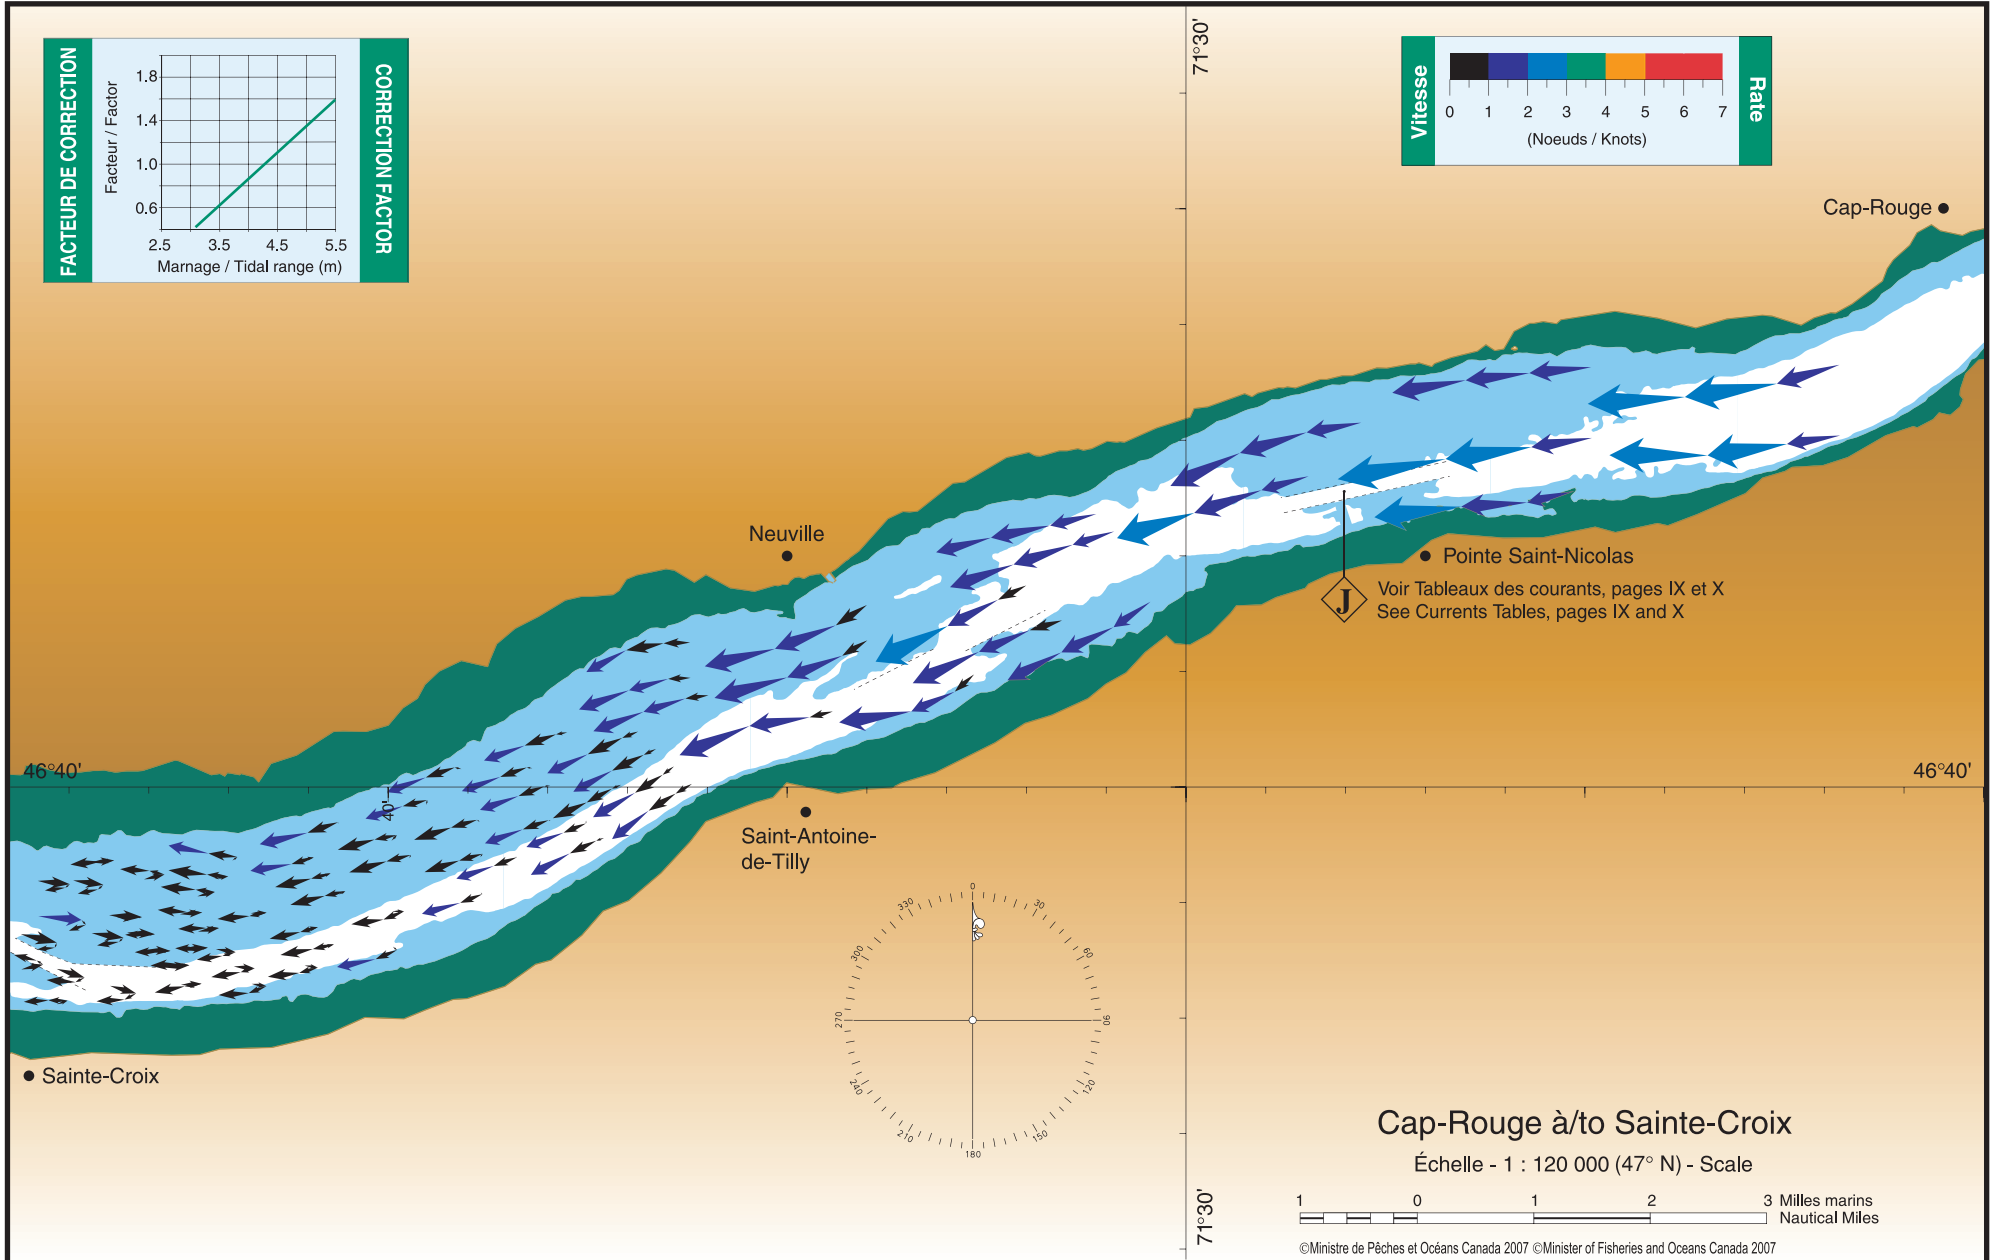 FACTEUR DE CORRECTION
Facteur / Factor
1.8
1.4
1.0
0.6
2.5 3.5 4.5 5.5
Marnage / Tidal range (m)
CORRECTION FACTOR
71°30'
Vitesse
0 1 2 3 4 5 6 7
(Noeuds / Knots)
Rate
Cap-Rouge
Neuville
Pointe Saint-Nicolas
J
Voir Tableaux des courants, pages IX et X
See Currents Tables, pages IX and X
46°40'
46°40'
40'
Saint-Antoine-
de-Tilly
0
30
60
90
120
150
180
210
240
270
300
330
Sainte-Croix
Cap-Rouge à/to Sainte-Croix
Échelle - 1 : 120 000 (47° N) - Scale
1 0 1 2 3 Milles marins
Nautical Miles
71°30'
©Ministre de Pêches et Océans Canada 2007 ©Minister of Fisheries and Oceans Canada 2007